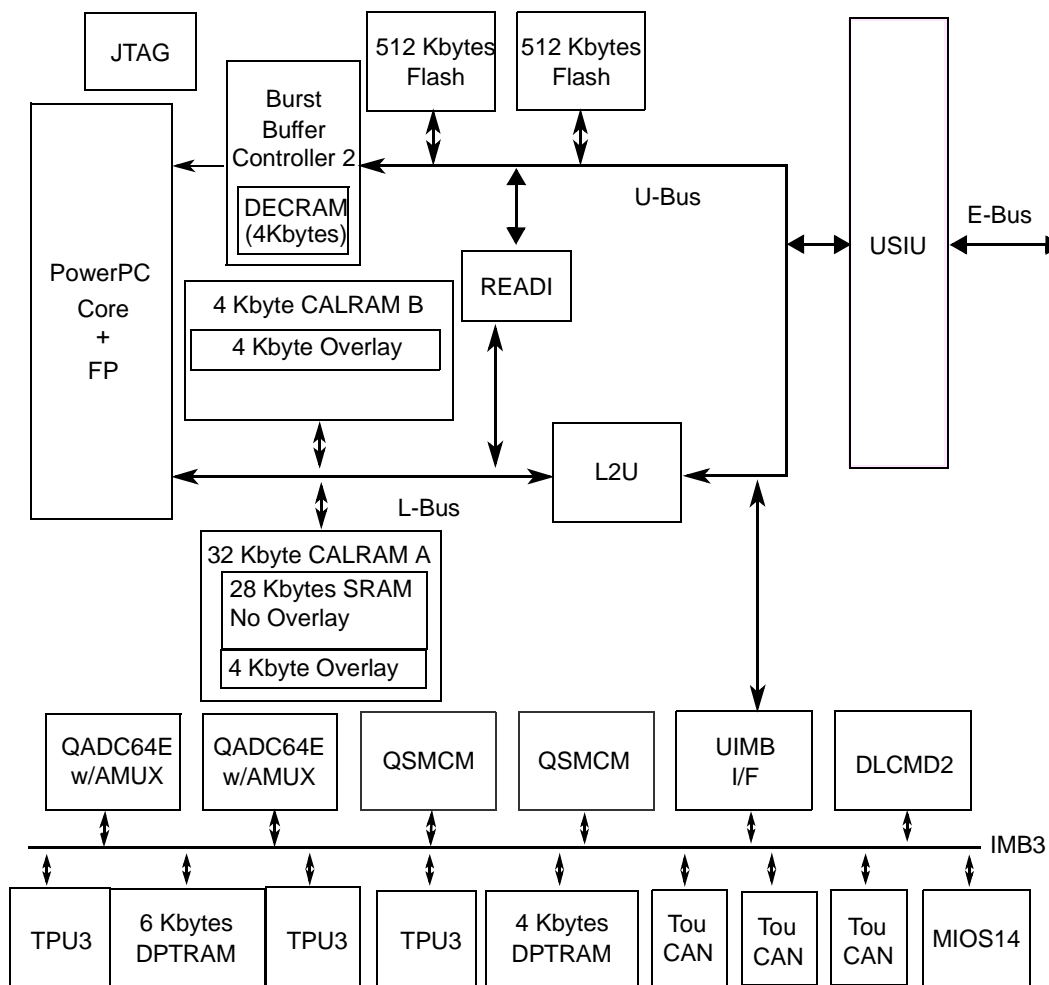 JTAG
512 Kbytes
Flash
512 Kbytes
Flash
Burst
Buffer
Controller 2
DECRAM
(4Kbytes)
U-Bus
E-Bus
USIU
PowerPC
Core
+
FP
READI
4 Kbyte CALRAM B
4 Kbyte Overlay
L2U
L-Bus
32 Kbyte CALRAM A
28 Kbytes SRAM
No Overlay
4 Kbyte Overlay
QADC64E
w/AMUX
QADC64E
w/AMUX
QSMCM
QSMCM
UIMB
I/F
DLCMD2
IMB3
TPU3
6 Kbytes
DPTRAM
TPU3
TPU3
4 Kbytes
DPTRAM
Tou
CAN
Tou
CAN
Tou
CAN
MIOS14